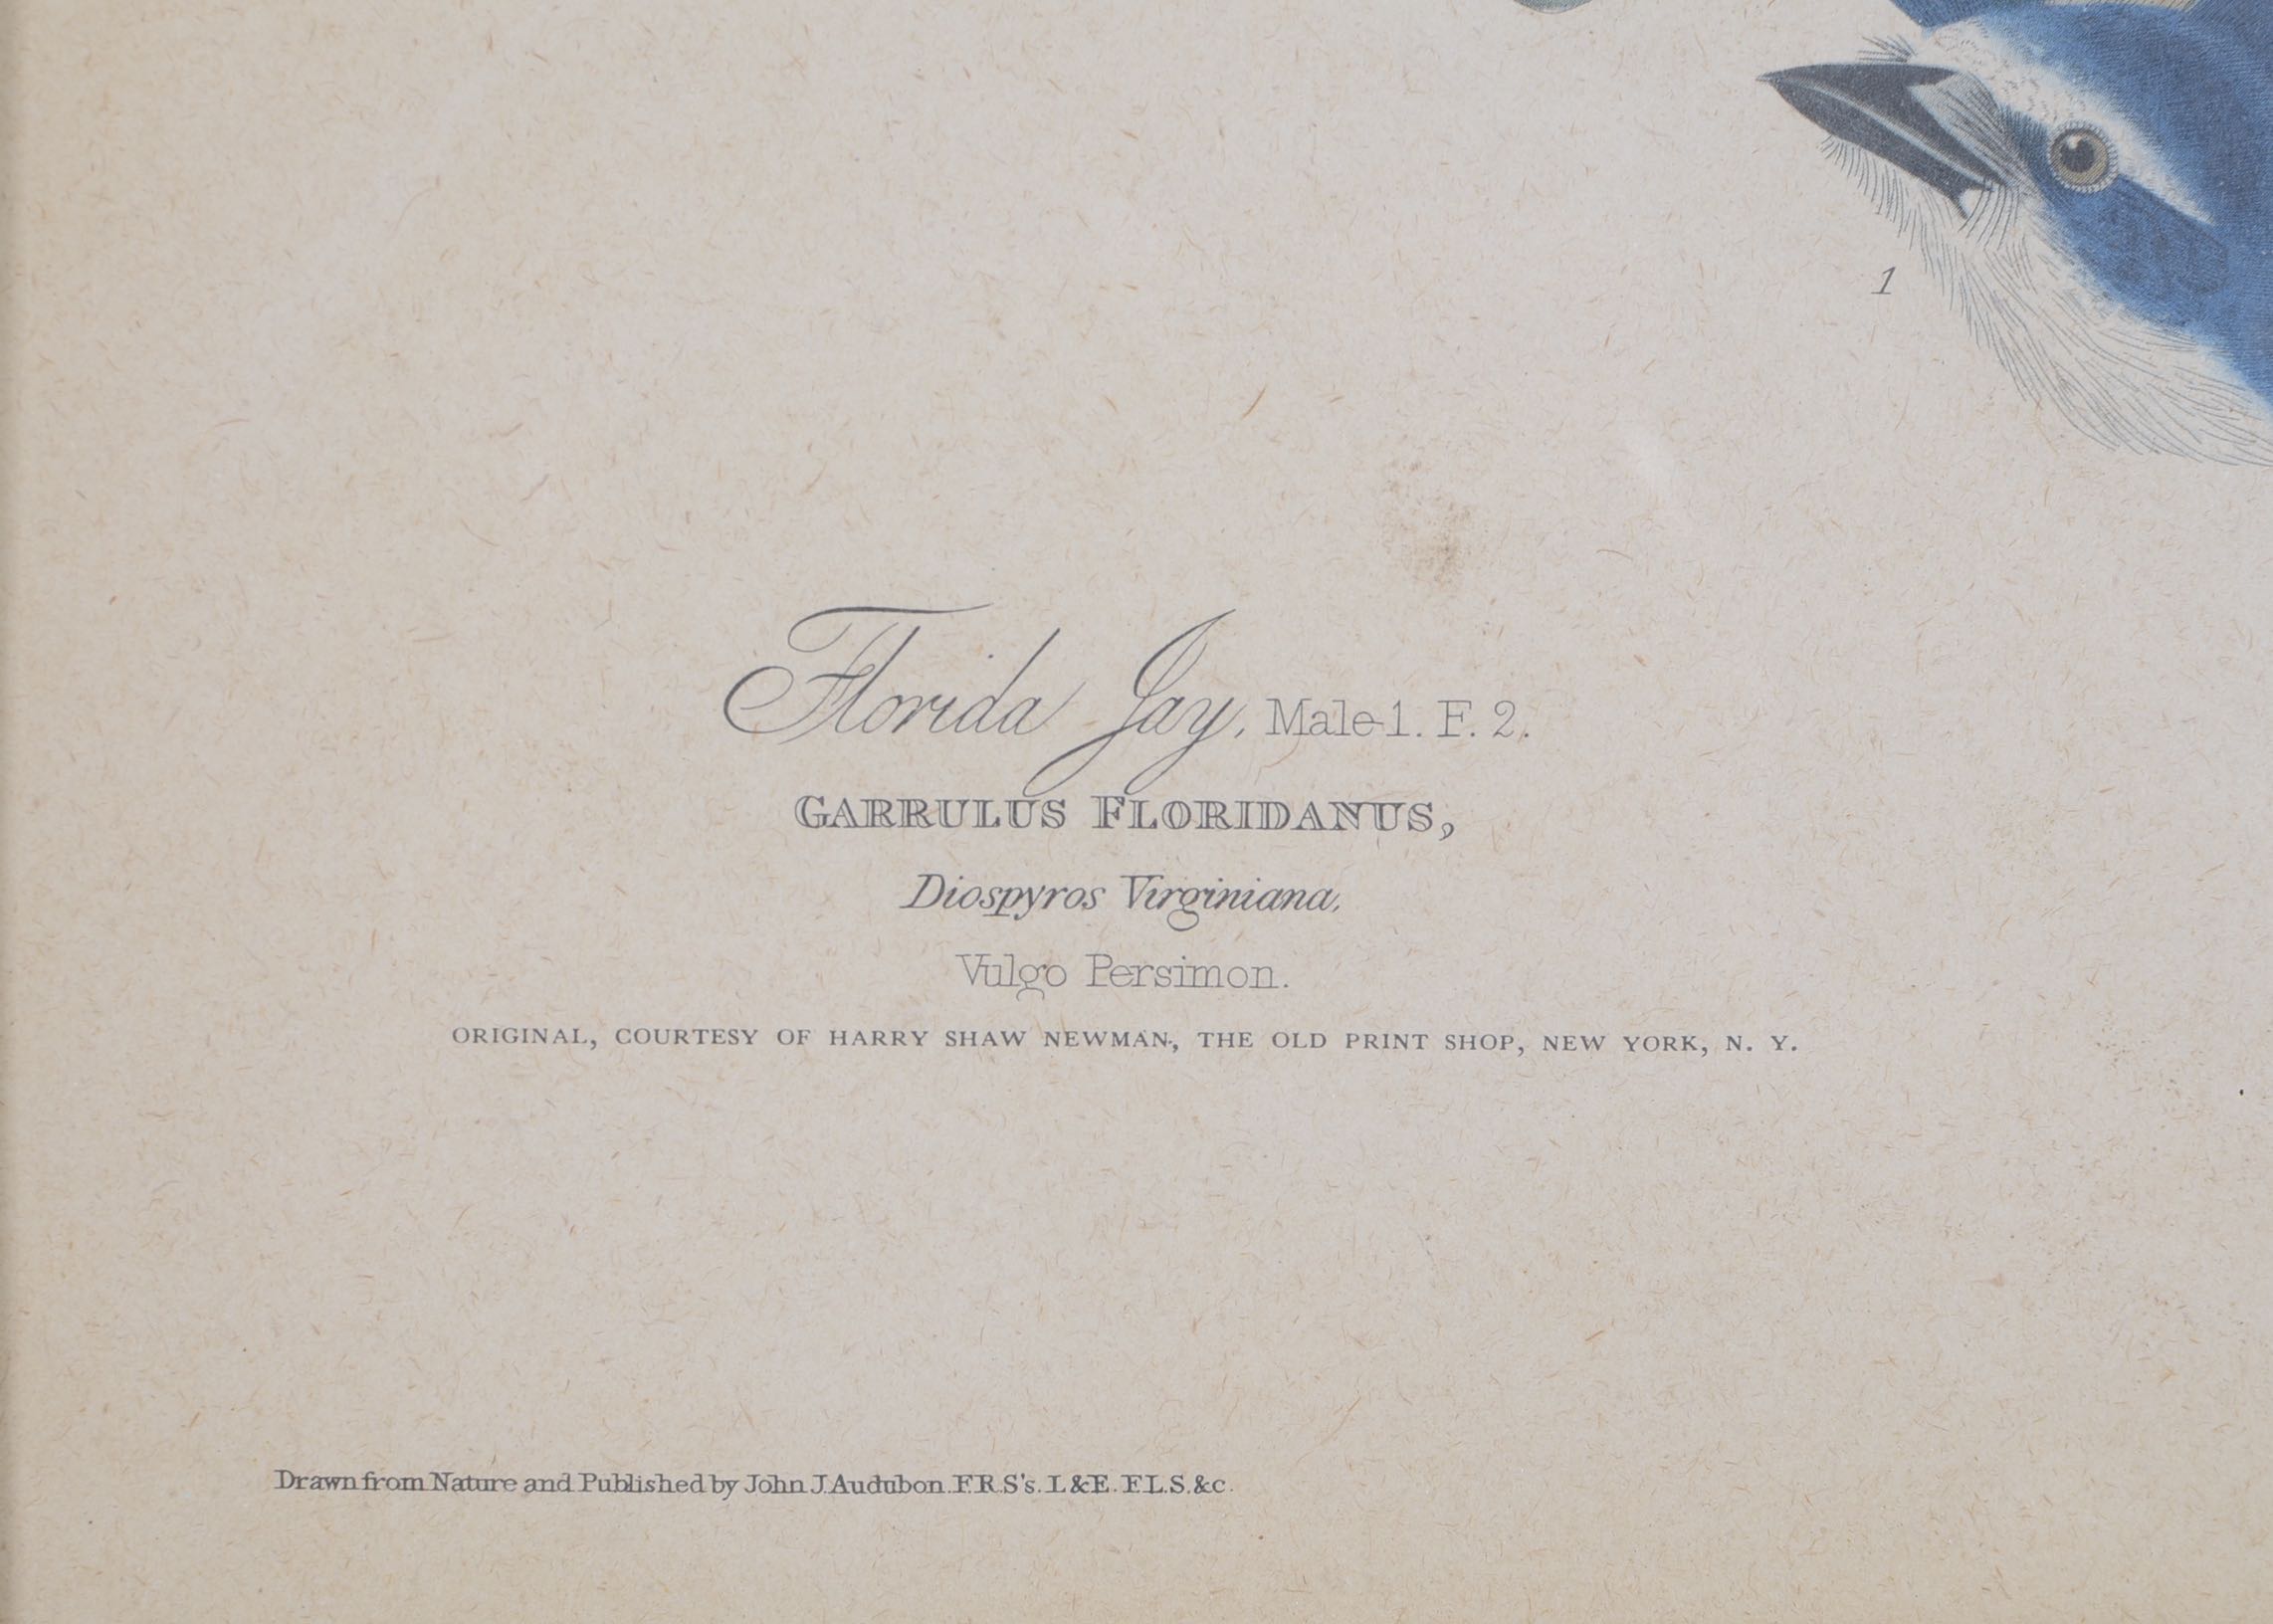 1
Florida Jay, Male 1. F. 2.
GARRULUS FLORIDANUS,
Diospyros Virginiana,
Vulgo Persimon.
ORIGINAL, COURTESY OF HARRY SHAW NEWMAN, THE OLD PRINT SHOP, NEW YORK, N. Y.
Drawn from Nature and Published by John J. Audubon. F.R.S's. L&E. F.L.S. &c.